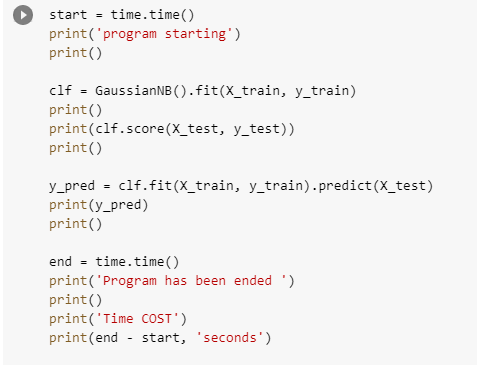 start = time.time()
print('program starting')
print()
clf = GaussianNB().fit(X_train, y_train)
print()
print(clf.score(X_test, y_test))
print()
y_pred = clf.fit(X_train, y_train).predict(X_test)
print(y_pred)
print()
end = time.time()
print('Program has been ended ')
print()
print('Time COST')
print(end - start, 'seconds')